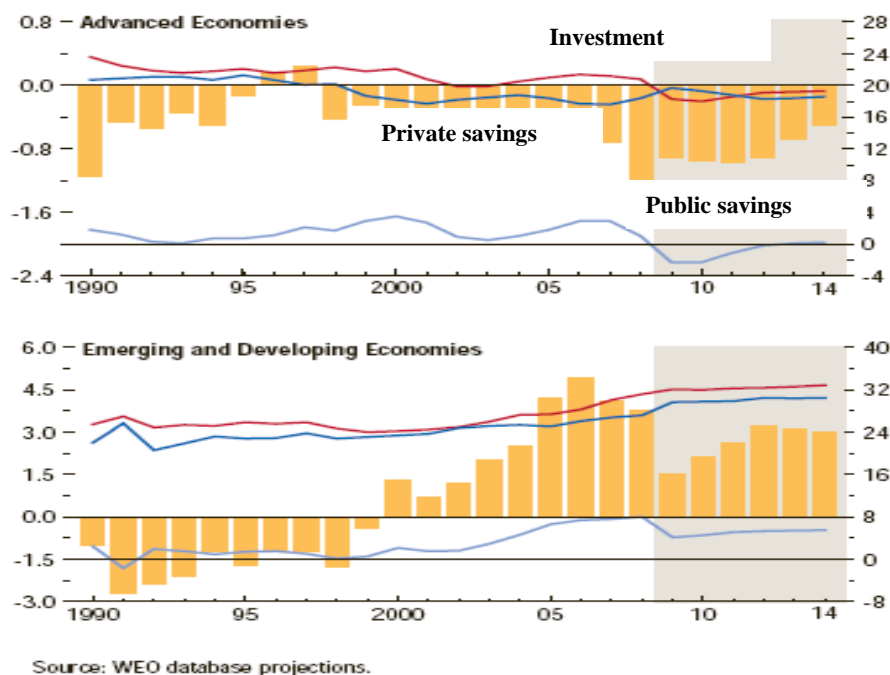 0.8 Advanced Economies 28
Investment
24
0.0 20
Private savings 16
-0.8 12
8
Public savings
-1.6 4
0
-2.4 -4
1990 95 2000 05 10 14
6.0 Emerging and Developing Economies 40
4.5 32
3.0 24
1.5 16
0.0 8
-1.5 0
-3.0 -8
1990 95 2000 05 10 14
Source: WEO database projections.